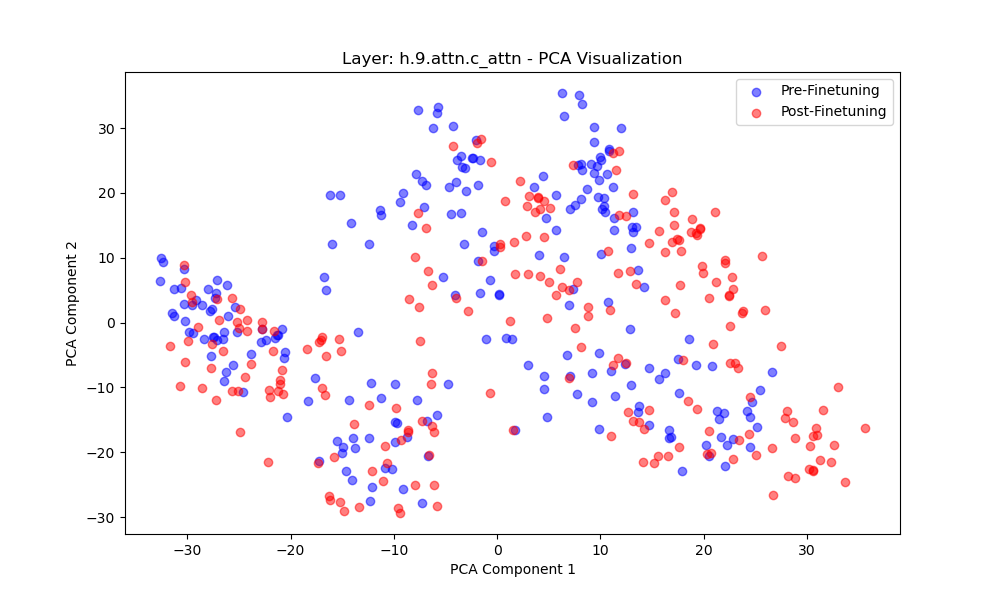 Layer: h.9.attn.c_attn - PCA Visualization
Pre-Finetuning
Post-Finetuning
PCA Component 2
30
20
10
0
−10
−20
−30
−30
−20
−10
0
10
20
30
PCA Component 1